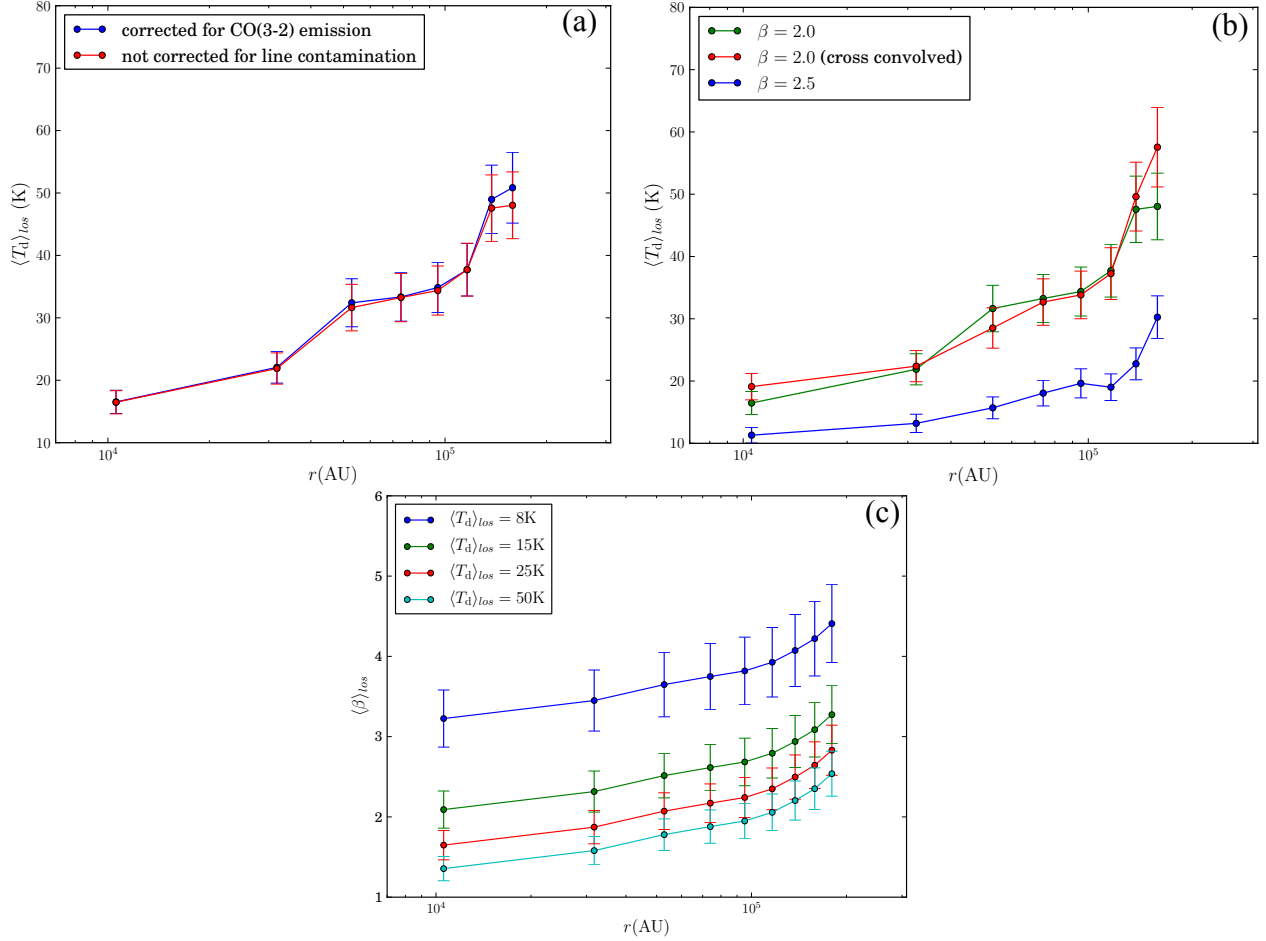 (a)
corrected for CO(3-2) emission
not corrected for line contamination
80
70
60
50
40
30
20
10
⟨T_d⟩_los (K)
10^4
10^5
r(AU)
(b)
β = 2.0
β = 2.0 (cross convolved)
β = 2.5
80
70
60
50
40
30
20
10
⟨T_d⟩_los (K)
10^4
10^5
r(AU)
(c)
⟨T_d⟩_los = 8K
⟨T_d⟩_los = 15K
⟨T_d⟩_los = 25K
⟨T_d⟩_los = 50K
6
5
4
3
2
1
⟨β⟩_los
10^4
10^5
r(AU)